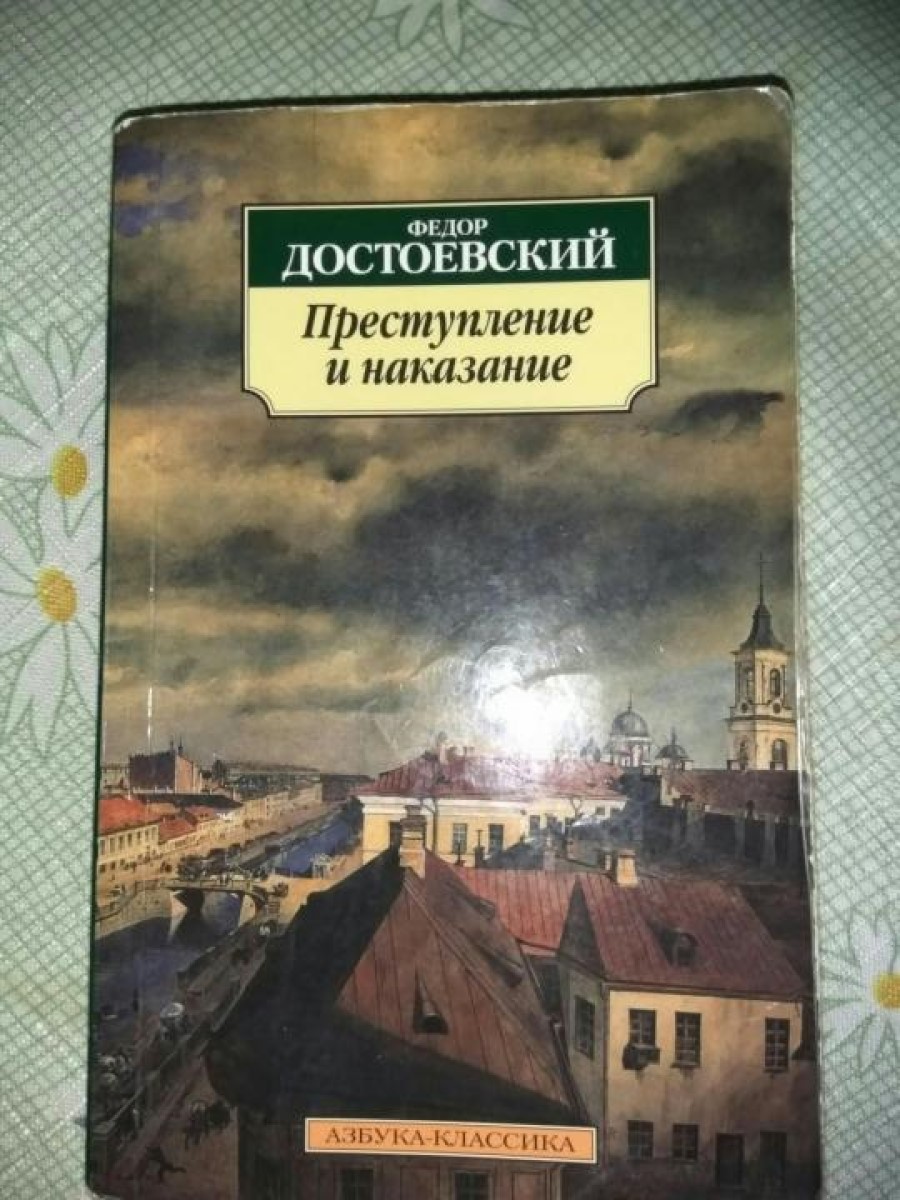 ФЕДОР
ДОСТОЕВСКИЙ
Преступление
и наказание
АЗБУКА-КЛАССИКА